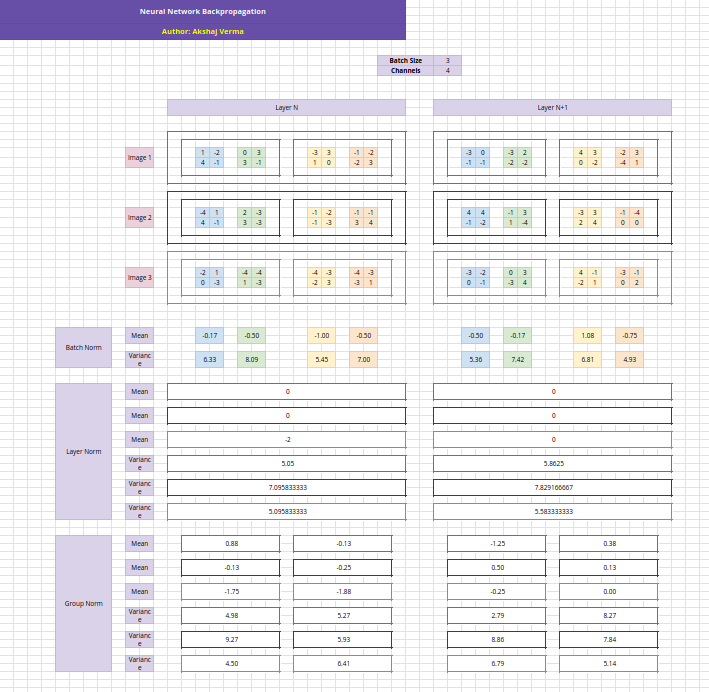 Neural Network Backpropagation
Author: Akshaj Verma
Batch Size 3
Channels 4
Layer N Layer N+1
1 -2 0 3 -3 3 -1 -2 -3 0 -3 2 4 3 -2 3
Image 1
4 -1 3 -1 1 0 -2 3 -1 -1 -2 -2 0 -2 -4 1
-4 1 2 -3 -1 -2 -1 -1 4 4 -1 3 -3 3 -1 -4
Image 2
4 -1 3 -3 -1 -3 3 4 -1 -2 1 -4 2 4 0 0
-2 1 -4 -4 -4 -3 -4 -3 -3 -2 0 3 4 -1 -3 -1
Image 3
0 -3 1 -3 -2 3 -3 1 0 -1 -3 4 -2 1 0 2
Batch Norm
Mean -0.17 -0.50 -1.00 -0.50 -0.50 -0.17 1.08 -0.75
Varianc
e
6.33 8.09 5.45 7.00 5.36 7.42 6.81 4.93
Layer Norm
Mean 0 0
Mean 0 0
Mean -2 0
Varianc
e
5.05 5.8625
Varianc
e
7.095833333 7.829166667
Varianc
e
5.095833333 5.583333333
Group Norm
Mean 0.88 -0.13 -1.25 0.38
Mean -0.13 -0.25 0.50 0.13
Mean -1.75 -1.88 -0.25 0.00
Varianc
e
4.98 5.27 2.79 8.27
Varianc
e
9.27 5.93 8.86 7.84
Varianc
e
4.50 6.41 6.79 5.14